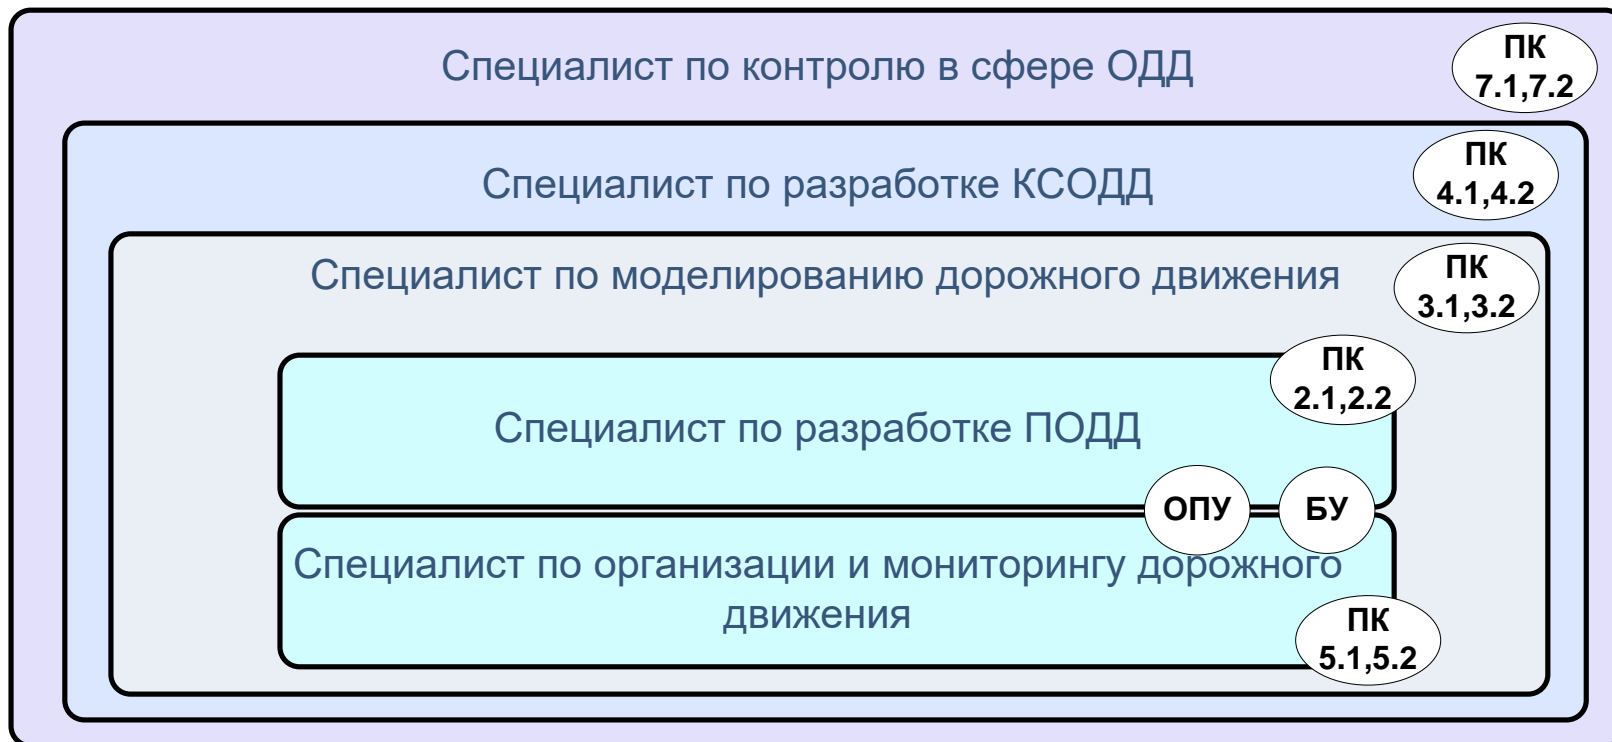 Специалист по контролю в сфере ОДД
ПК
7.1,7.2
Специалист по разработке КСОДД
ПК
4.1,4.2
Специалист по моделированию дорожного движения
ПК
3.1,3.2
ПК
2.1,2.2
Специалист по разработке ПОДД
ОПУ
БУ
Специалист по организации и мониторингу дорожного
движения
ПК
5.1,5.2